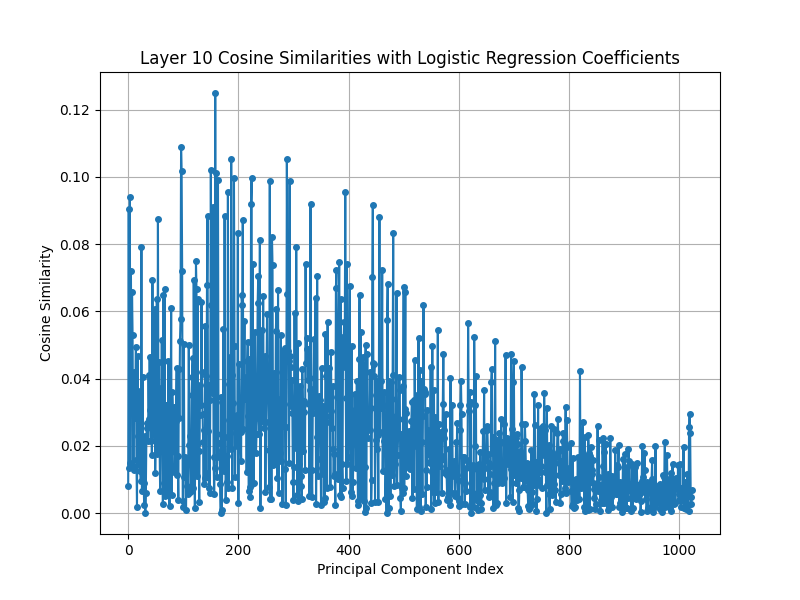 Layer 10 Cosine Similarities with Logistic Regression Coefficients
0.12
0.10
0.08
0.06
0.04
0.02
0.00
Cosine Similarity
0 200 400 600 800 1000
Principal Component Index